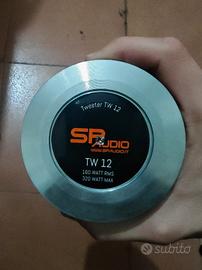 Tweeter TW 12
SP AUDIO
WWW.SPAUDIO.IT
TW 12
160 WATT RMS
320 WATT MAX
subito